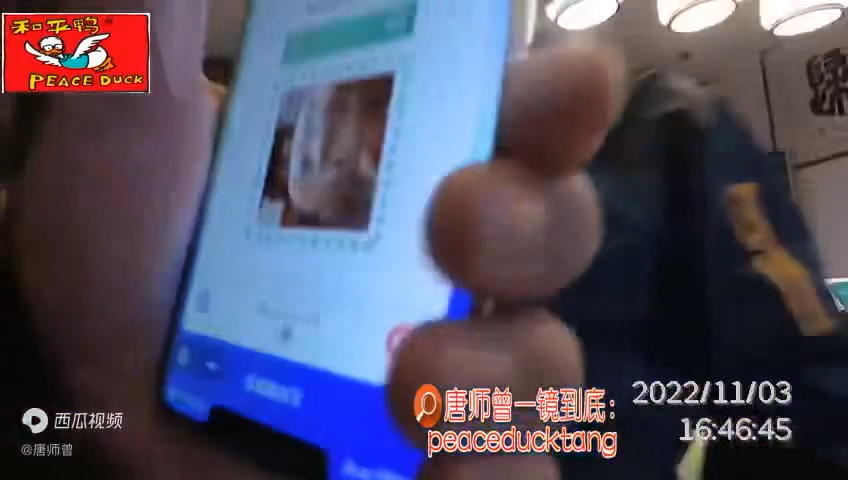 和平鸭®
PEACE DUCK
唐师曾一镜到底:
peaceducktang
2022/11/03
16:46:45
西瓜视频
@唐师曾